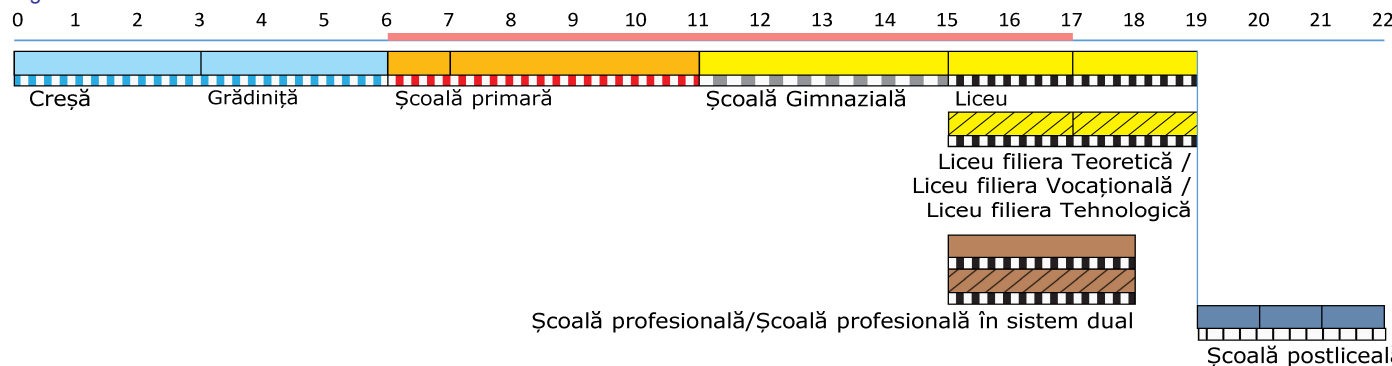 0 1 2 3 4 5 6 7 8 9 10 11 12 13 14 15 16 17 18 19 20 21 22
Creșă
Grădiniță
Școală primară
Școală Gimnazială
Liceu
Liceu filiera Teoretică /
Liceu filiera Vocațională /
Liceu filiera Tehnologică
Școală profesională/Școală profesională în sistem dual
Școală postliceală